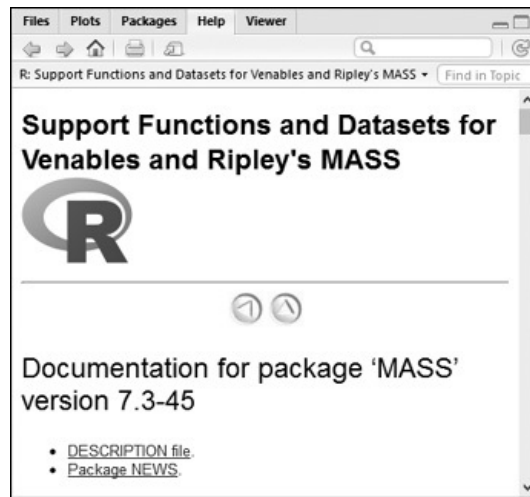 Files Plots Packages Help Viewer
R: Support Functions and Datasets for Venables and Ripley's MASS Find in Topic
Support Functions and Datasets for
Venables and Ripley's MASS
R
Documentation for package ‘MASS’
version 7.3-45
DESCRIPTION file.
Package NEWS.